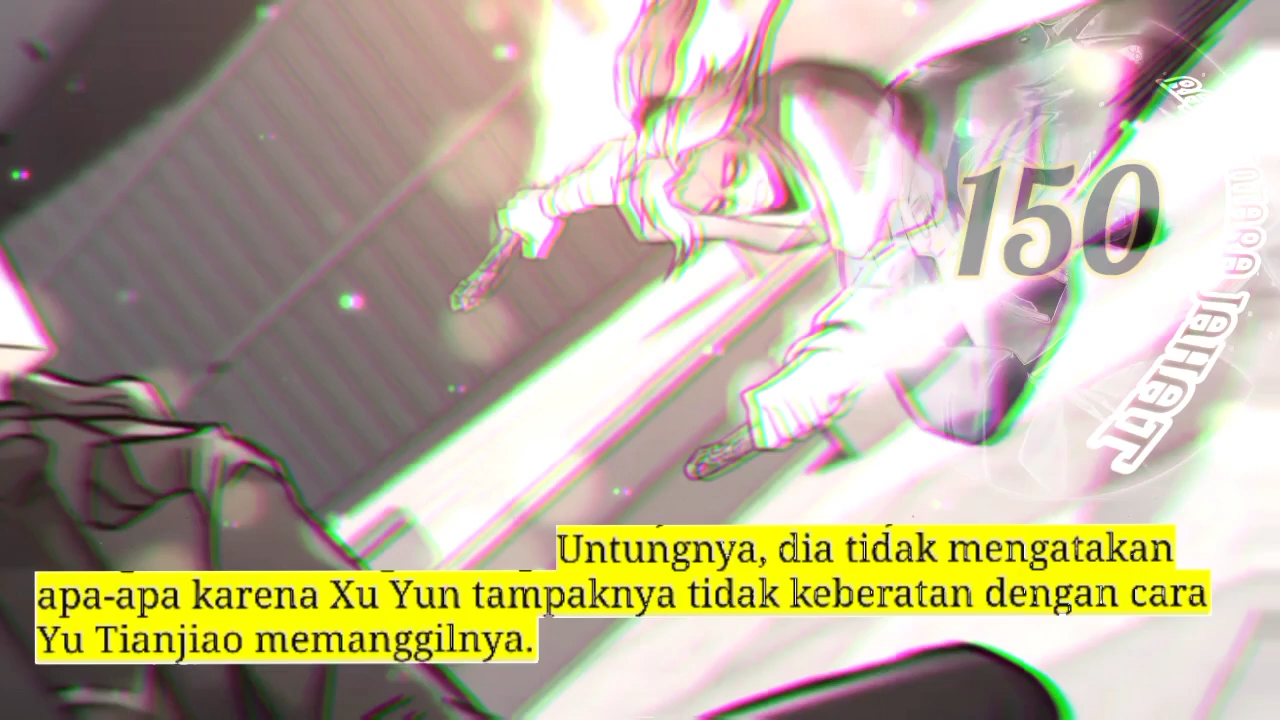 150
Untungnya, dia tidak mengatakan
apa-apa karena Xu Yun tampaknya tidak keberatan dengan cara
Yu Tianjiao memanggilnya.